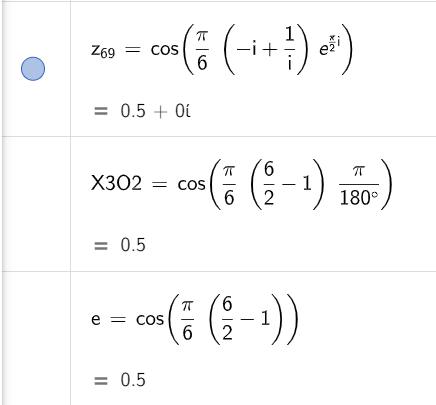 z₆₉ = cos(π/6 (−i + 1/i) e^(π/2 i))
= 0.5 + 0í
X3O2 = cos(π/6 (6/2 − 1) π/180°)
= 0.5
e = cos(π/6 (6/2 − 1))
= 0.5